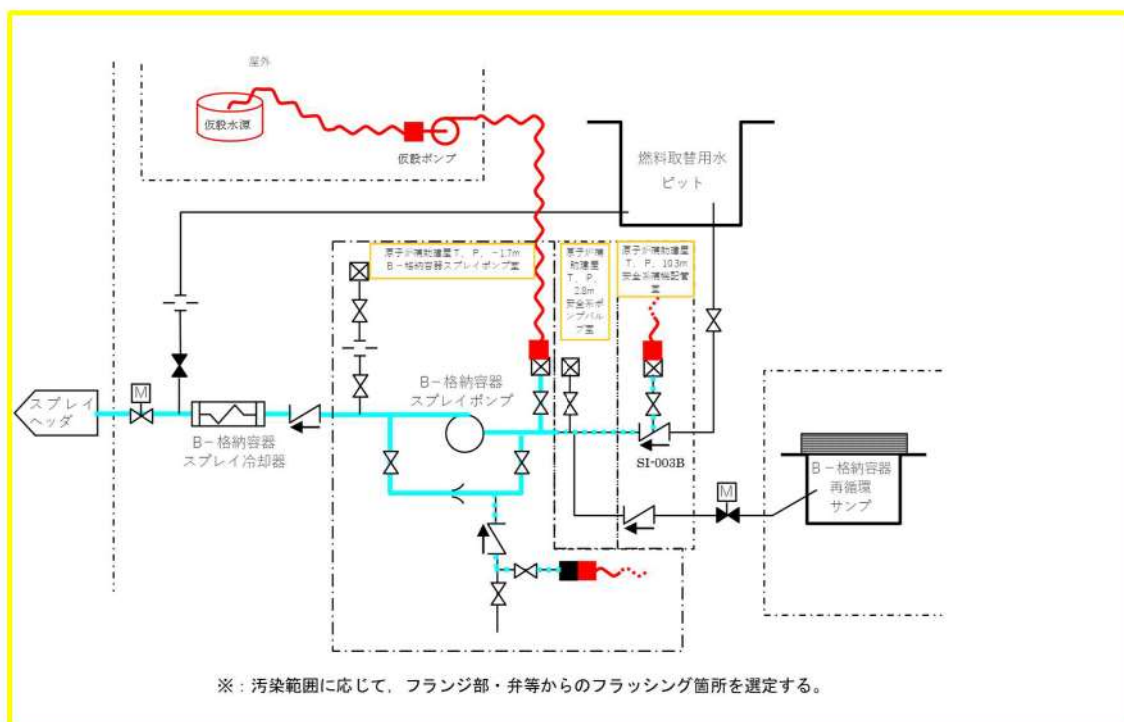 屋外
仮設水源
仮設ポンプ
燃料取替用水
ピット
原子炉補助建屋T．P．-1.7m
B-格納容器スプレイポンプ室
原子炉補
助建屋
T．P．
2.8m
安全系ポ
ンプバル
ブ室
原子炉補助建屋
T．P．10.3m
安全系補機配管
室
B-格納容器
スプレイポンプ
M
スプレイ
ヘッダ
B-格納容器
スプレイ冷却器
SI-003B
M
B-格納容器
再循環
サンプ
※：汚染範囲に応じて，フランジ部・弁等からのフラッシング箇所を選定する。